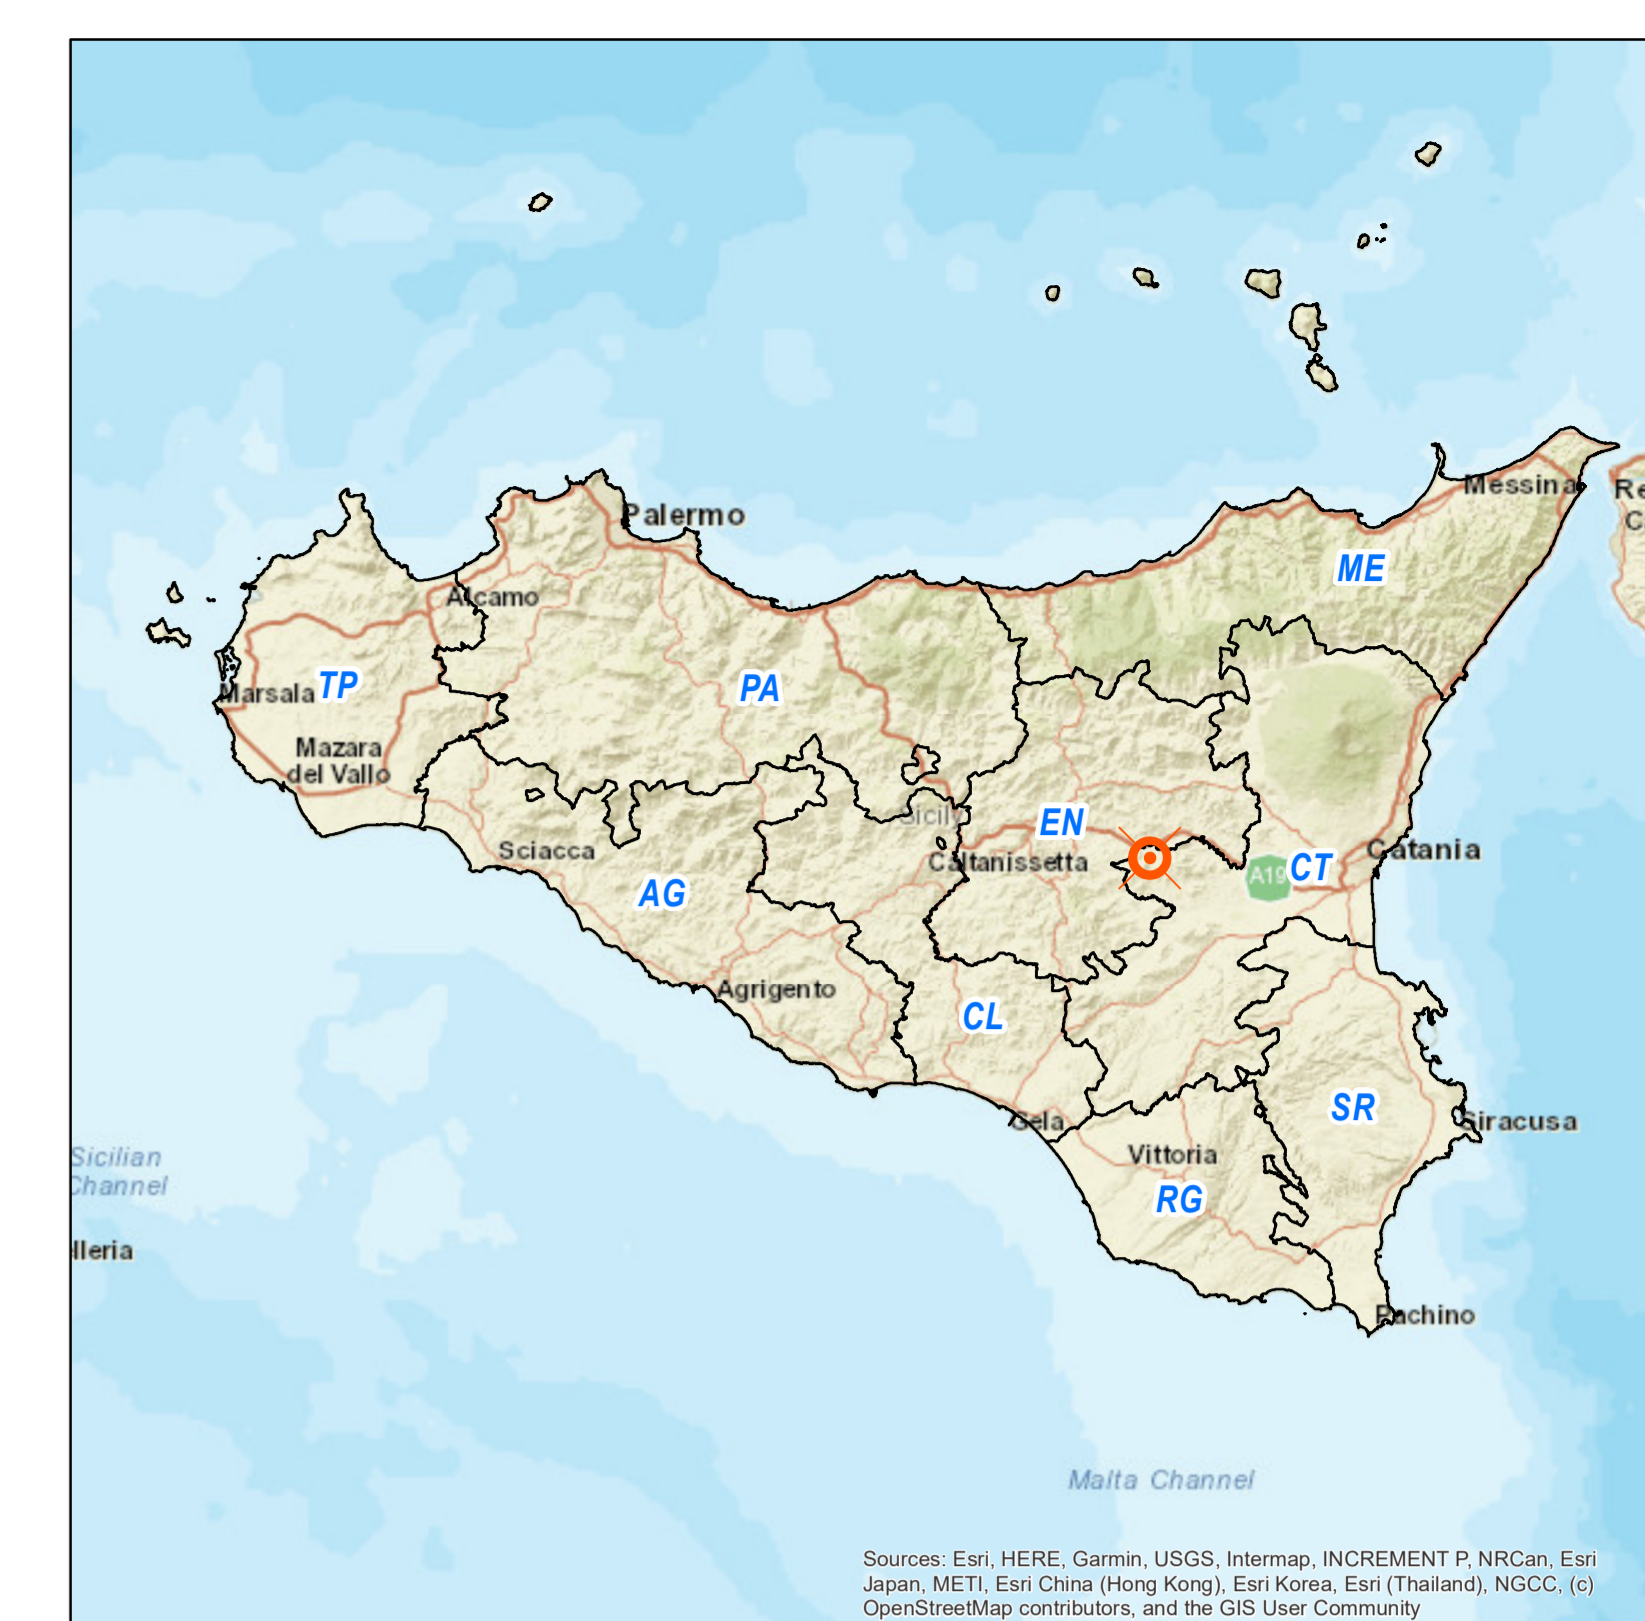 Messina
Re
C
Palermo
ME
Alcamo
Marsala
TP
PA
Mazara
del Vallo
Sicily
EN
Sciacca
Caltanissetta
Catania
A19
CT
AG
Agrigento
CL
SR
Gela
Siracusa
Sicilian
Channel
Vittoria
RG
lleria
Pachino
Malta Channel
Sources: Esri, HERE, Garmin, USGS, Intermap, INCREMENT P, NRCan, Esri
Japan, METI, Esri China (Hong Kong), Esri Korea, Esri (Thailand), NGCC, (c)
OpenStreetMap contributors, and the GIS User Community